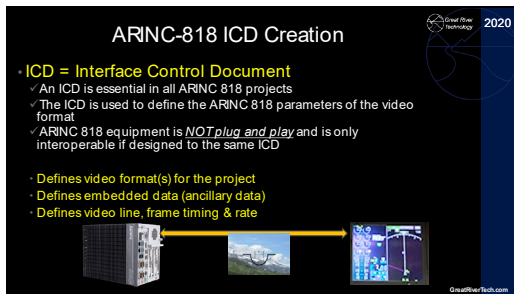 Great River
Technology
2020
ARINC-818 ICD Creation
• ICD = Interface Control Document
✓An ICD is essential in all ARINC 818 projects
✓The ICD is used to define the ARINC 818 parameters of the video
format
✓ARINC 818 equipment is NOT plug and play and is only
interoperable if designed to the same ICD
• Defines video format(s) for the project
• Defines embedded data (ancillary data)
• Defines video line, frame timing & rate
GreatRiverTech.com